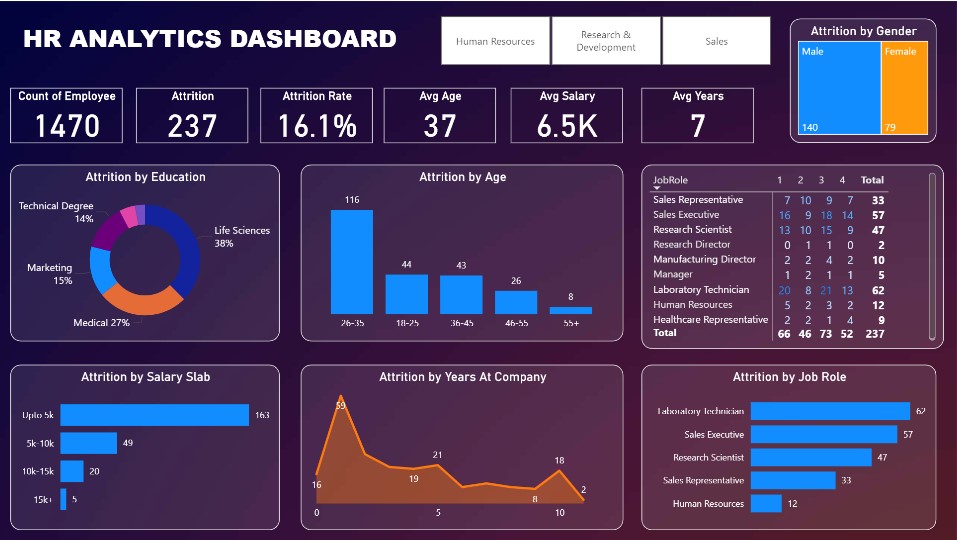 HR ANALYTICS DASHBOARD
Human Resources
Research &
Development
Sales
Attrition by Gender
Male
Female
140
79
Count of Employee
1470
Attrition
237
Attrition Rate
16.1%
Avg Age
37
Avg Salary
6.5K
Avg Years
7
Attrition by Education
Technical Degree
14%
Life Sciences
38%
Marketing
15%
Medical 27%
Attrition by Age
116
44
43
26
8
26-35
18-25
36-45
46-55
55+
JobRole 1 2 3 4 Total
Sales Representative 7 10 9 7 33
Sales Executive 16 9 18 14 57
Research Scientist 13 10 15 9 47
Research Director 0 1 1 0 2
Manufacturing Director 2 2 4 2 10
Manager 1 2 1 1 5
Laboratory Technician 20 8 21 13 62
Human Resources 5 2 3 2 12
Healthcare Representative 2 2 1 4 9
Total 66 46 73 52 237
Attrition by Salary Slab
Upto 5k 163
5k-10k 49
10k-15k 20
15k+ 5
Attrition by Years At Company
59
16
19
21
8
18
2
0 5 10
Attrition by Job Role
Laboratory Technician 62
Sales Executive 57
Research Scientist 47
Sales Representative 33
Human Resources 12